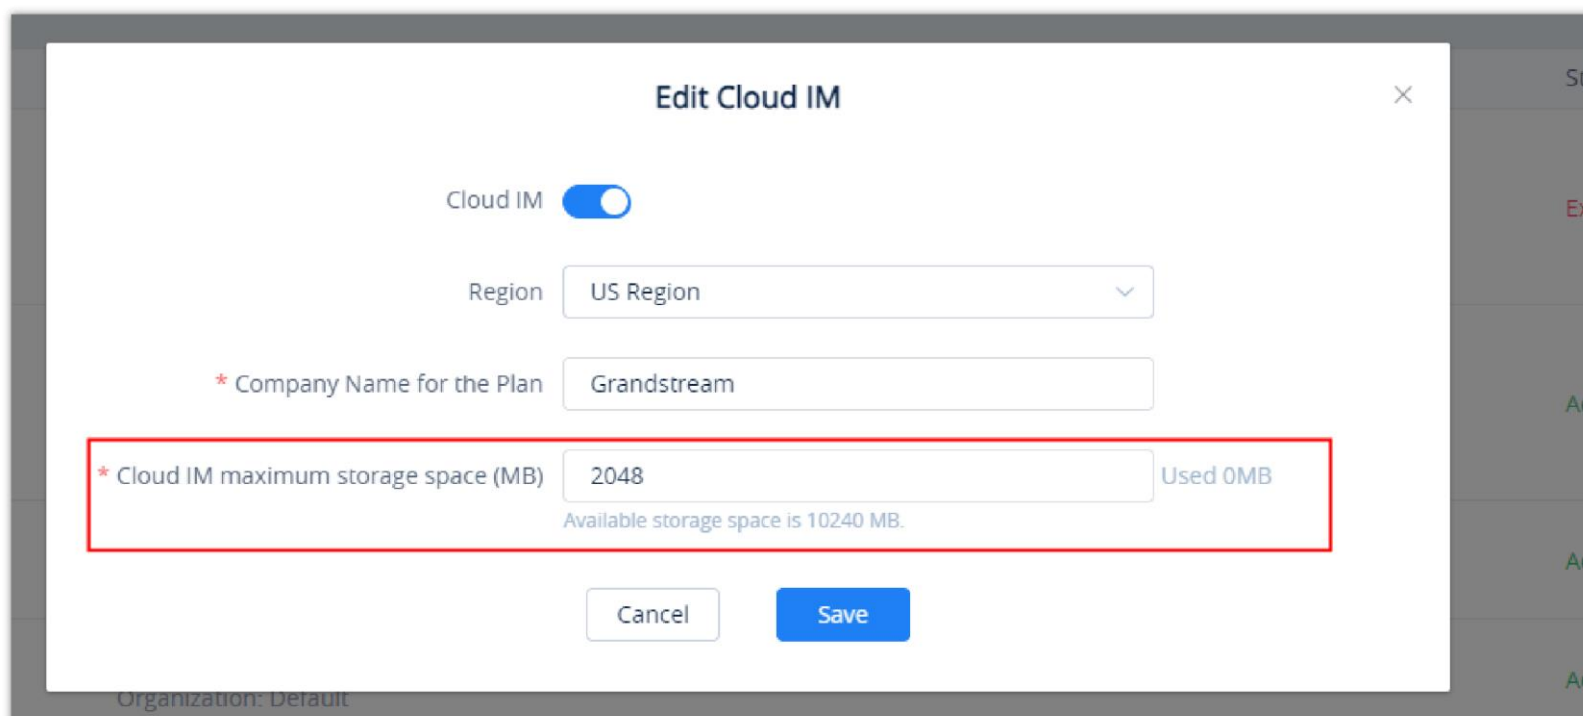 Edit Cloud IM
Cloud IM
Region US Region
* Company Name for the Plan Grandstream
* Cloud IM maximum storage space (MB) 2048 Used 0MB
Available storage space is 10240 MB.
Cancel Save
Organization: Default